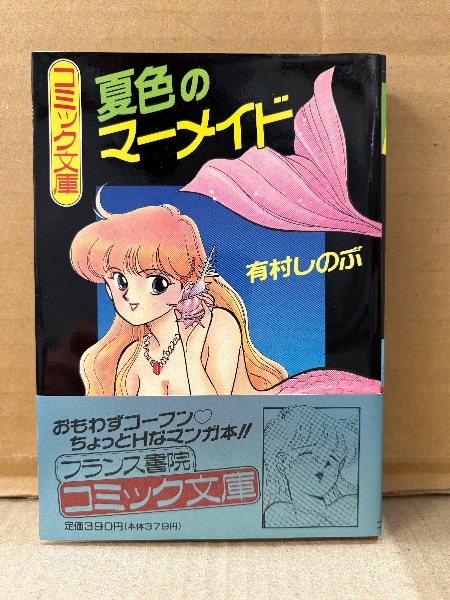 コミック文庫
夏色の
マーメイド
有村しのぶ
おもわずコーフン♡
ちょっとHなマンガ本!!
フランス書院
コミック文庫
定価390円(本体379円)